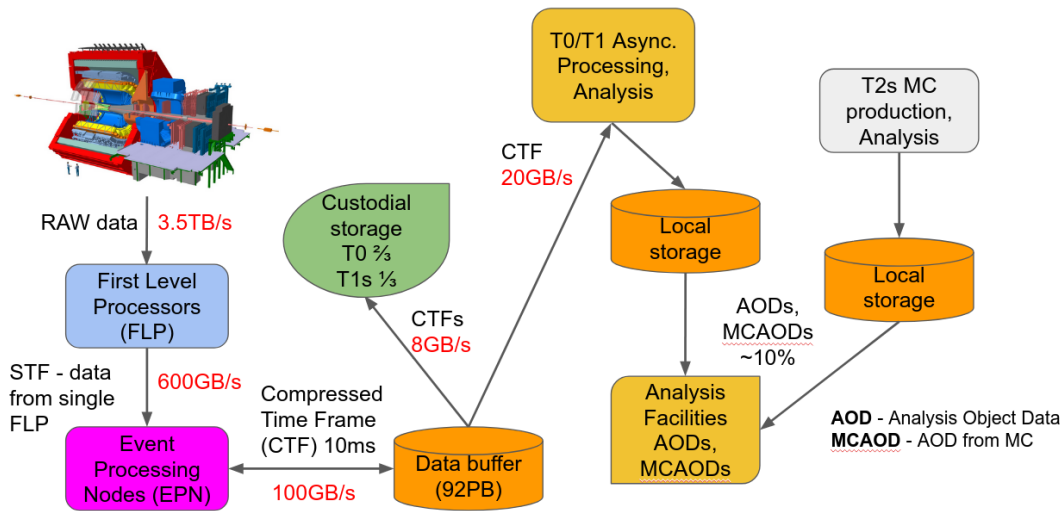 RAW data
3.5TB/s
First Level
Processors
(FLP)
STF - data
from single
FLP
600GB/s
Event
Processing
Nodes (EPN)
Compressed
Time Frame
(CTF) 10ms
100GB/s
Data buffer
(92PB)
Custodial
storage
T0 ⅔
T1s ⅓
CTFs
8GB/s
CTF
20GB/s
T0/T1 Async.
Processing,
Analysis
Local
storage
T2s MC
production,
Analysis
Local
storage
AODs,
MCAODs
~10%
Analysis
Facilities
AODs,
MCAODs
AOD - Analysis Object Data
MCAOD - AOD from MC